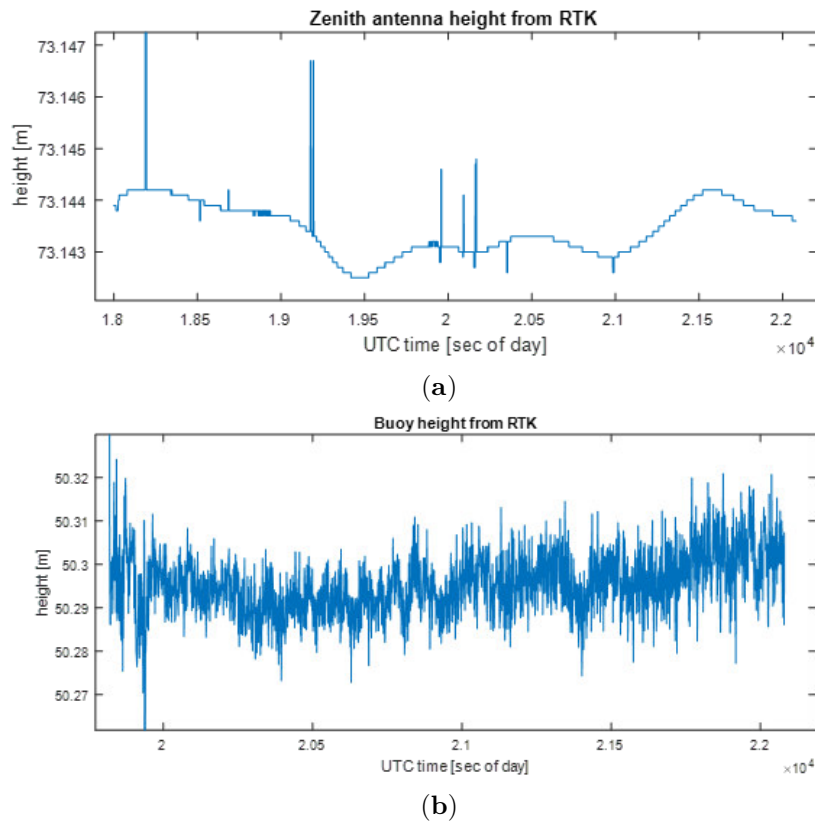 Zenith antenna height from RTK
73.147
73.146
73.145
73.144
73.143
height [m]
1.8 1.85 1.9 1.95 2 2.05 2.1 2.15 2.2
UTC time [sec of day]
×10⁴
(a)
Buoy height from RTK
50.32
50.31
50.3
50.29
50.28
50.27
height [m]
2 2.05 2.1 2.15 2.2
UTC time [sec of day]
×10⁴
(b)